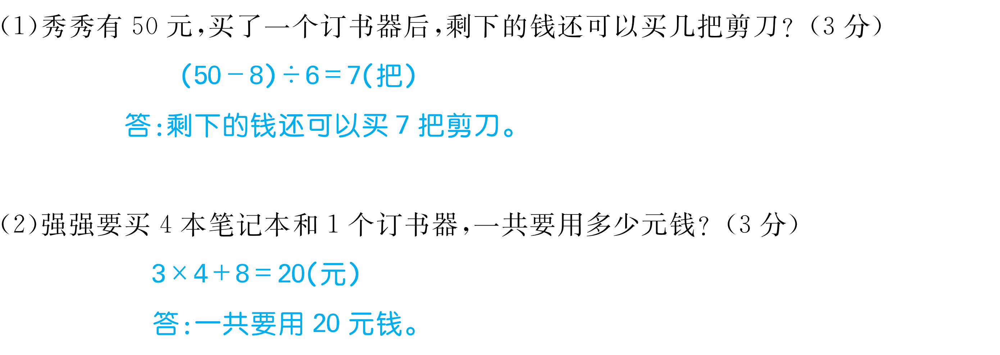 (1)秀秀有 50 元,买了一个订书器后,剩下的钱还可以买几把剪刀?(3 分)
(50-8)÷6=7(把)
答:剩下的钱还可以买 7 把剪刀。
(2)强强要买 4 本笔记本和 1 个订书器,一共要用多少元钱?(3 分)
3×4+8=20(元)
答:一共要用 20 元钱。